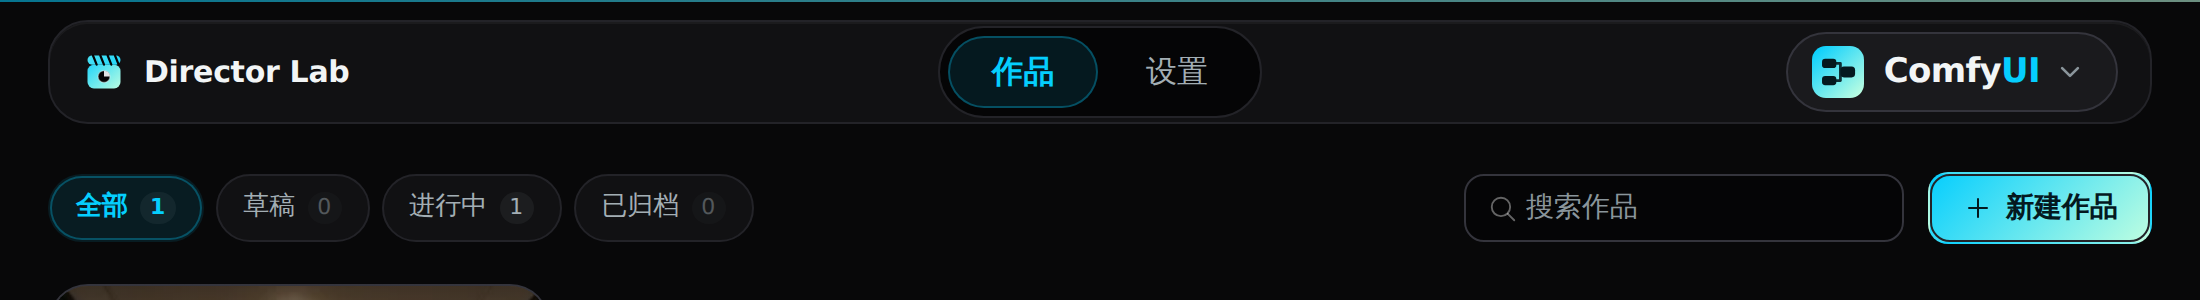 Director Lab
作品
设置
ComfyUI
全部 1
草稿 0
进行中 1
已归档 0
搜索作品
新建作品